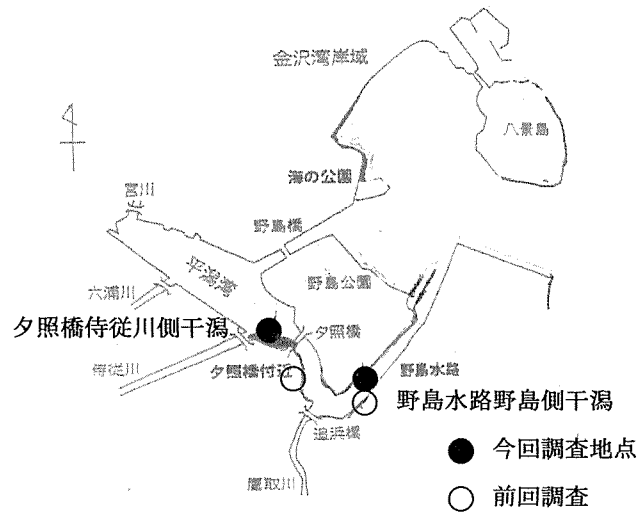 金沢湾岸域
八景島
海の公園
宮川
野島橋
平潟湾
野島公園
六浦川
夕照橋侍従川側干潟
夕照橋
侍従川
夕照橋付近
野島水路
野島水路野島側干潟
追浜橋
今回調査地点
鷹取川
前回調査